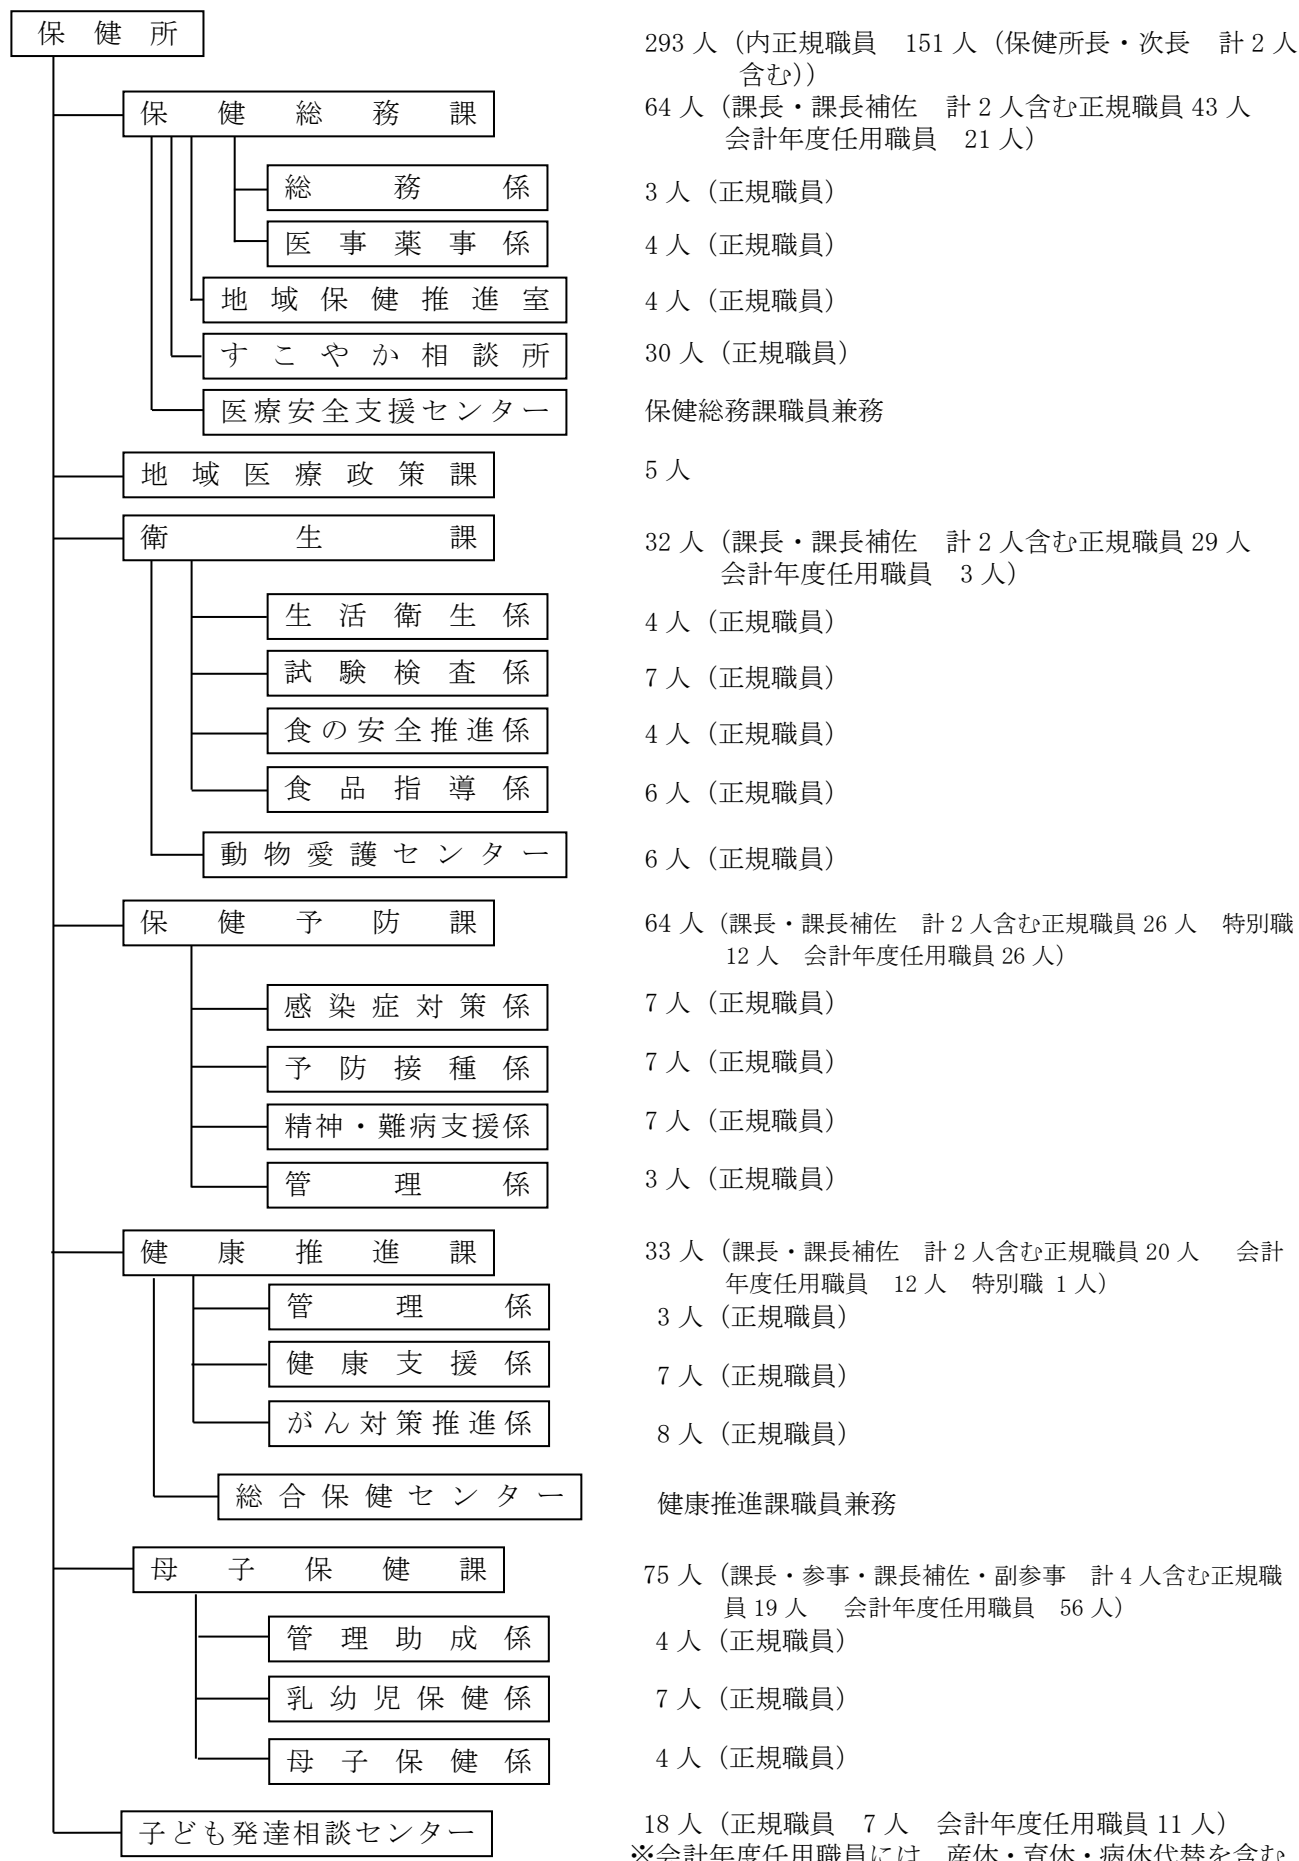 保健所
293人（内正規職員　151人（保健所長・次長　計2人
含む））
保健総務課
64人（課長・課長補佐　計2人含む正規職員43人
会計年度任用職員　21人）
総務係
3人（正規職員）
医事薬事係
4人（正規職員）
地域保健推進室
4人（正規職員）
すこやか相談所
30人（正規職員）
医療安全支援センター
保健総務課職員兼務
地域医療政策課
5人
衛生課
32人（課長・課長補佐　計2人含む正規職員29人
会計年度任用職員　3人）
生活衛生係
4人（正規職員）
試験検査係
7人（正規職員）
食の安全推進係
4人（正規職員）
食品指導係
6人（正規職員）
動物愛護センター
6人（正規職員）
保健予防課
64人（課長・課長補佐　計2人含む正規職員26人　特別職
12人　会計年度任用職員26人）
感染症対策係
7人（正規職員）
予防接種係
7人（正規職員）
精神・難病支援係
7人（正規職員）
管理係
3人（正規職員）
健康推進課
33人（課長・課長補佐　計2人含む正規職員20人　会計
年度任用職員　12人　特別職　1人）
管理係
3人（正規職員）
健康支援係
7人（正規職員）
がん対策推進係
8人（正規職員）
総合保健センター
健康推進課職員兼務
母子保健課
75人（課長・参事・課長補佐・副参事　計4人含む正規職
員19人　会計年度任用職員　56人）
管理助成係
4人（正規職員）
乳幼児保健係
7人（正規職員）
母子保健係
4人（正規職員）
子ども発達相談センター
18人（正規職員　7人　会計年度任用職員11人）
※会計年度任用職員には、産休・育休・病休代替を含む